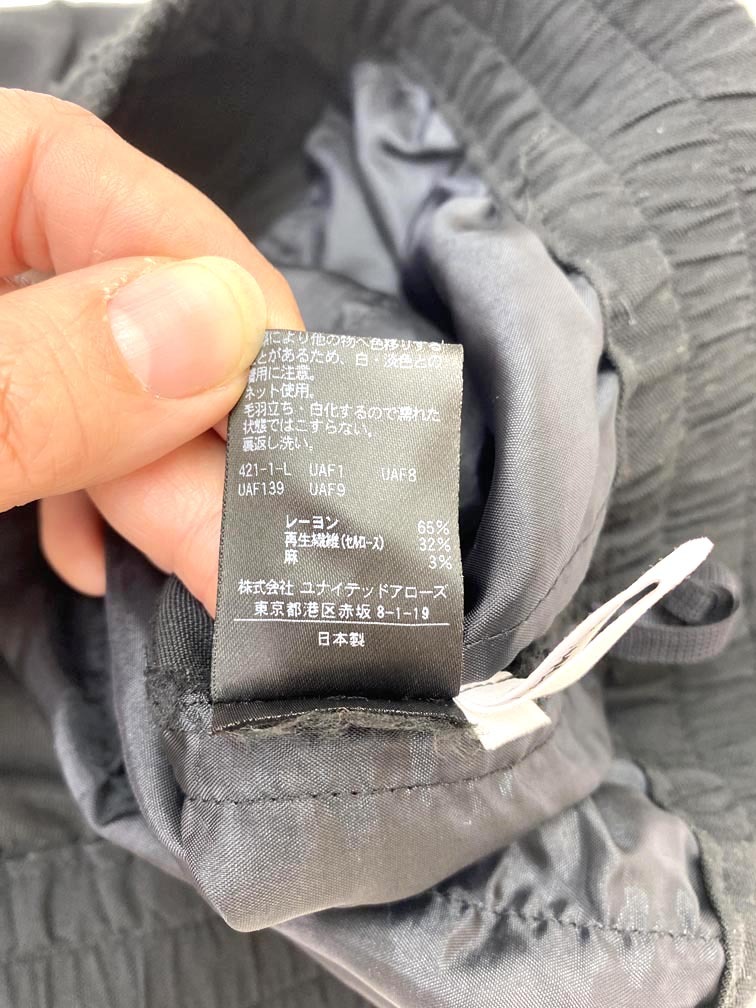 により他の物へ色移りする
とがあるため、白・淡色との
用に注意。
ネット使用。
毛羽立ち・白化するので濡れた
状態ではこすらない。
裏返し洗い。
421-1-L UAF1 UAF8
UAF139 UAF9
レーヨン 65%
再生繊維(セルロース) 32%
麻 3%
株式会社 ユナイテッドアローズ
東京都港区赤坂 8-1-19
日本製